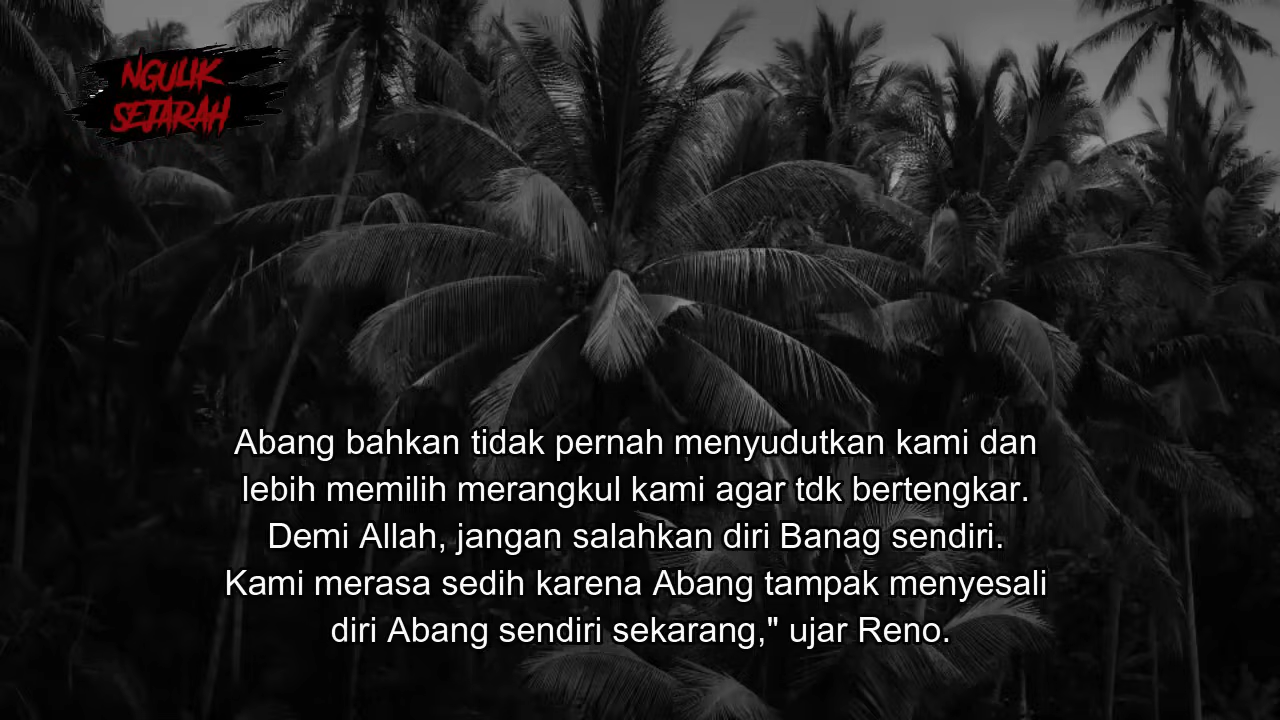 NGULIK
SEJARAH
Abang bahkan tidak pernah menyudutkan kami dan
lebih memilih merangkul kami agar tdk bertengkar.
Demi Allah, jangan salahkan diri Banag sendiri.
Kami merasa sedih karena Abang tampak menyesali
diri Abang sendiri sekarang," ujar Reno.